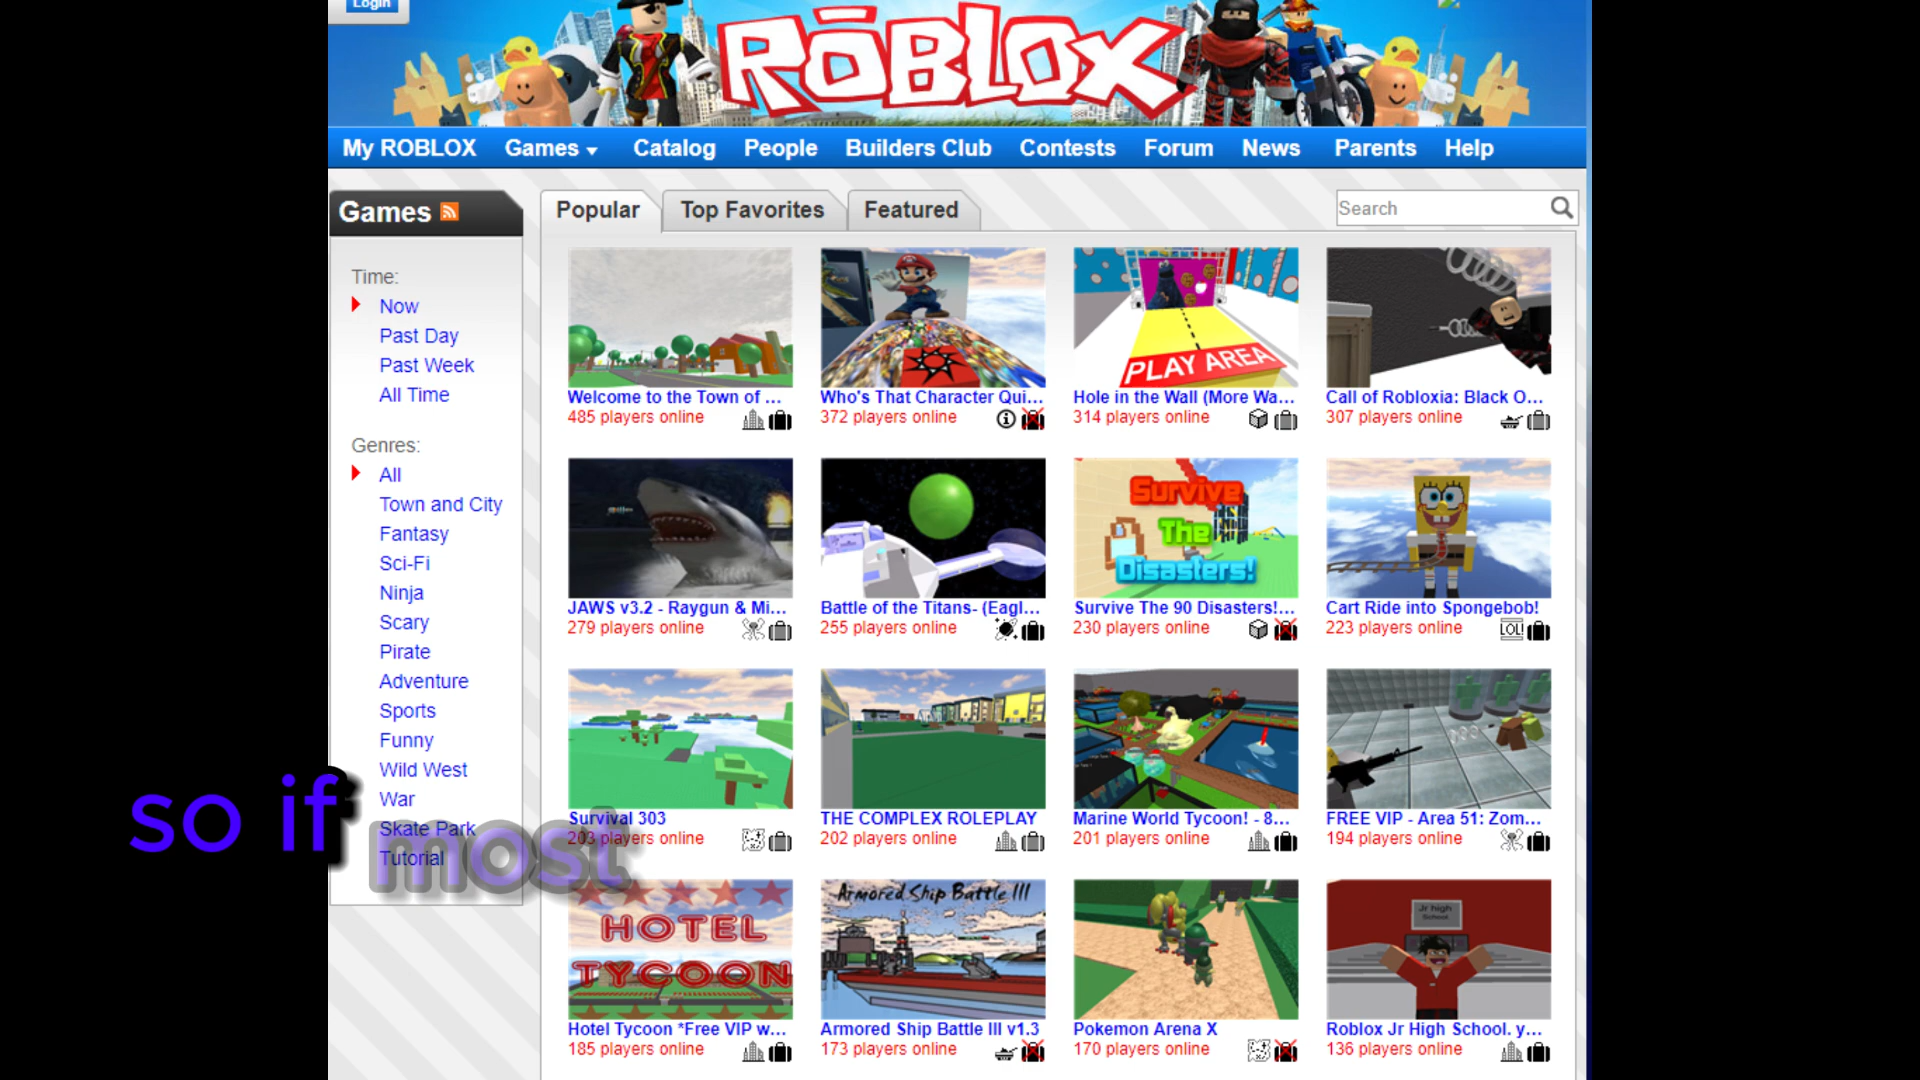 Login
ROBLOX
My ROBLOX Games Catalog People Builders Club Contests Forum News Parents Help
Games
Popular Top Favorites Featured Search
Time:
Now
Past Day
Past Week
All Time
Genres:
All
Town and City
Fantasy
Sci-Fi
Ninja
Scary
Pirate
Adventure
Sports
Funny
Wild West
War
Skate Park
Tutorial
so if most
PLAY AREA
Welcome to the Town of ... Who's That Character Qui... Hole in the Wall (More Wa... Call of Robloxia: Black O...
485 players online 372 players online 314 players online 307 players online
Survive
The
Disasters!
JAWS v3.2 - Raygun & Mi... Battle of the Titans- (Eagl... Survive The 90 Disasters!... Cart Ride into Spongebob!
279 players online 255 players online 230 players online 223 players online LOL!
Survival 303 THE COMPLEX ROLEPLAY Marine World Tycoon! - 8... FREE VIP - Area 51: Zom...
203 players online 202 players online 201 players online 194 players online
HOTEL
TYCOON
Armored Ship Battle III
Jr high
School
Hotel Tycoon *Free VIP w... Armored Ship Battle III v1.3 Pokemon Arena X Roblox Jr High School. y...
185 players online 173 players online 170 players online 136 players online